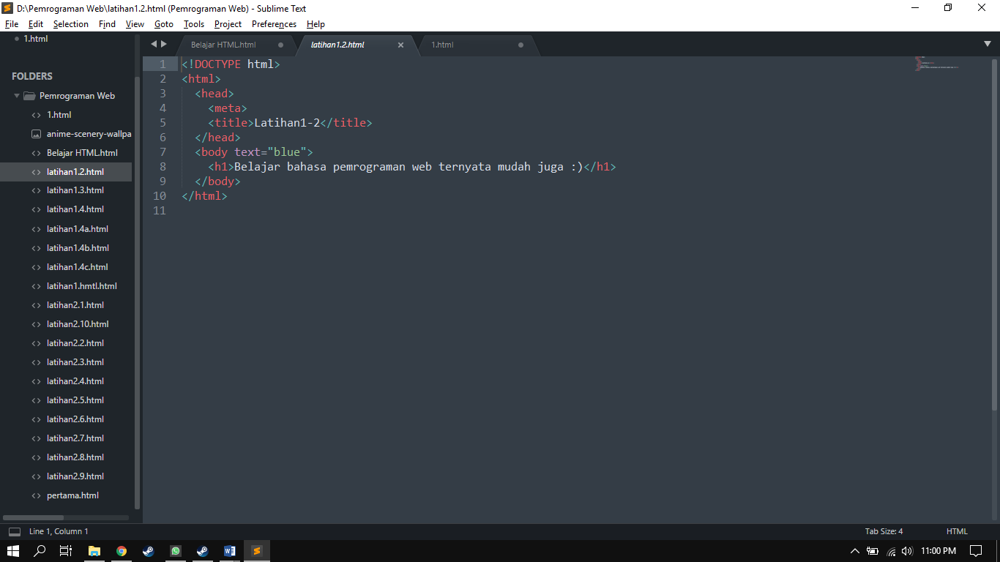 D:\Pemrograman Web\latihan1.2.html (Pemrograman Web) - Sublime Text
File Edit Selection Find View Goto Tools Project Preferences Help
1.html
FOLDERS
Pemrograman Web
1.html
anime-scenery-wallpa
Belajar HTML.html
latihan1.2.html
latihan1.3.html
latihan1.4.html
latihan1.4a.html
latihan1.4b.html
latihan1.4c.html
latihan1.hmtl.html
latihan2.1.html
latihan2.10.html
latihan2.2.html
latihan2.3.html
latihan2.4.html
latihan2.5.html
latihan2.6.html
latihan2.7.html
latihan2.8.html
latihan2.9.html
pertama.html
Belajar HTML.html latihan1.2.html 1.html
1 <!DOCTYPE html>
2 <html>
3   <head>
4     <meta>
5     <title>Latihan1-2</title>
6   </head>
7   <body text="blue">
8     <h1>Belajar bahasa pemrograman web ternyata mudah juga :)</h1>
9   </body>
10 </html>
11
Line 1, Column 1 Tab Size: 4 HTML
11:00 PM